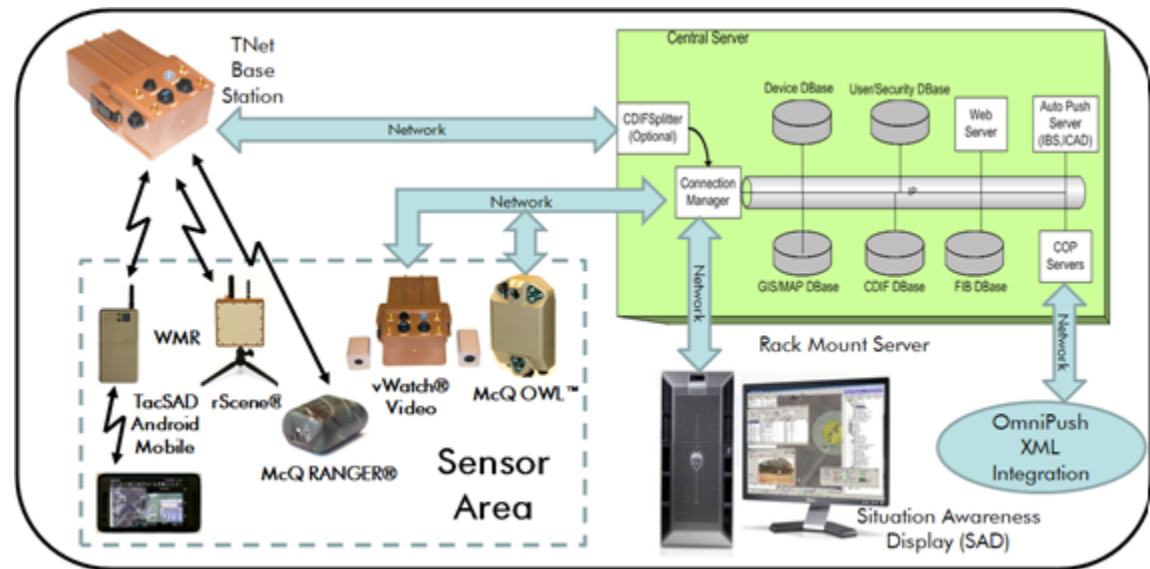 TNet
Base
Station
Network
Central Server
CDIFSplitter
(Optional)
Device DBase
User/Security DBase
Web
Server
Auto Push
Server
(IBS,ICAD)
Connection
Manager
IP
Network
GIS/MAP DBase
CDIF DBase
FIB DBase
COP
Servers
Network
Network
WMR
TacSAD
Android
Mobile
rScene®
McQ RANGER®
vWatch®
Video
McQ OWL™
Sensor
Area
Rack Mount Server
Situation Awareness
Display (SAD)
OmniPush
XML
Integration